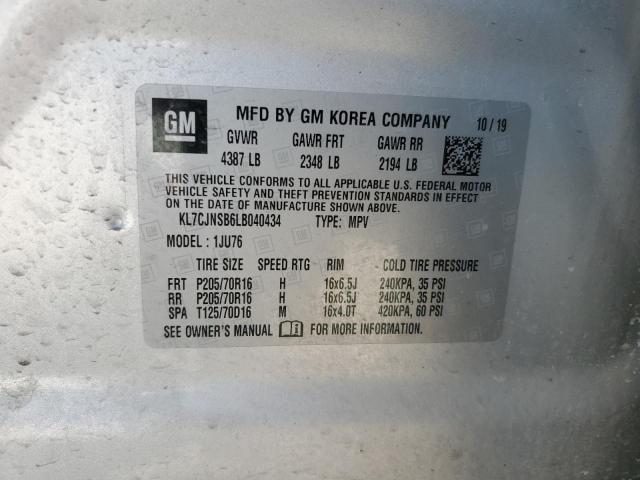 GM
MFD BY GM KOREA COMPANY 10 / 19
GVWR GAWR FRT GAWR RR
4387 LB 2348 LB 2194 LB
THIS VEHICLE CONFORMS TO ALL APPLICABLE U.S. FEDERAL MOTOR
VEHICLE SAFETY AND THEFT PREVENTION STANDARDS IN EFFECT
ON THE DATE OF MANUFACTURE SHOWN ABOVE.
KL7CJNSB6LB040434 TYPE: MPV
MODEL : 1JU76
TIRE SIZE SPEED RTG RIM COLD TIRE PRESSURE
FRT P205/70R16 H 16x6.5J 240KPA, 35 PSI
RR P205/70R16 H 16x6.5J 240KPA, 35 PSI
SPA T125/70D16 M 16x4.0T 420KPA, 60 PSI
SEE OWNER'S MANUAL FOR MORE INFORMATION.